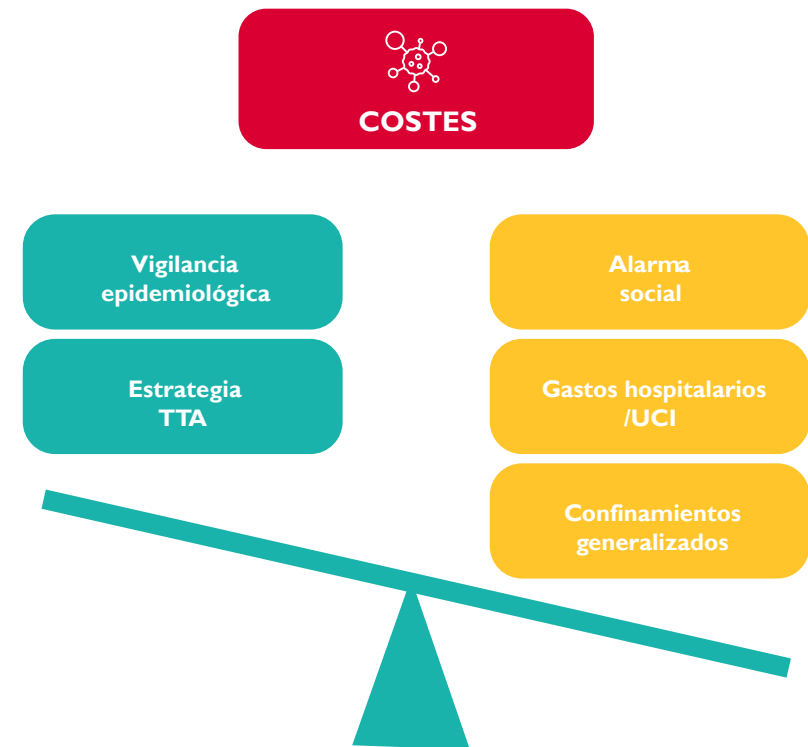 COSTES
Vigilancia
epidemiológica
Estrategia
TTA
Alarma
social
Gastos hospitalarios
/UCI
Confinamientos
generalizados